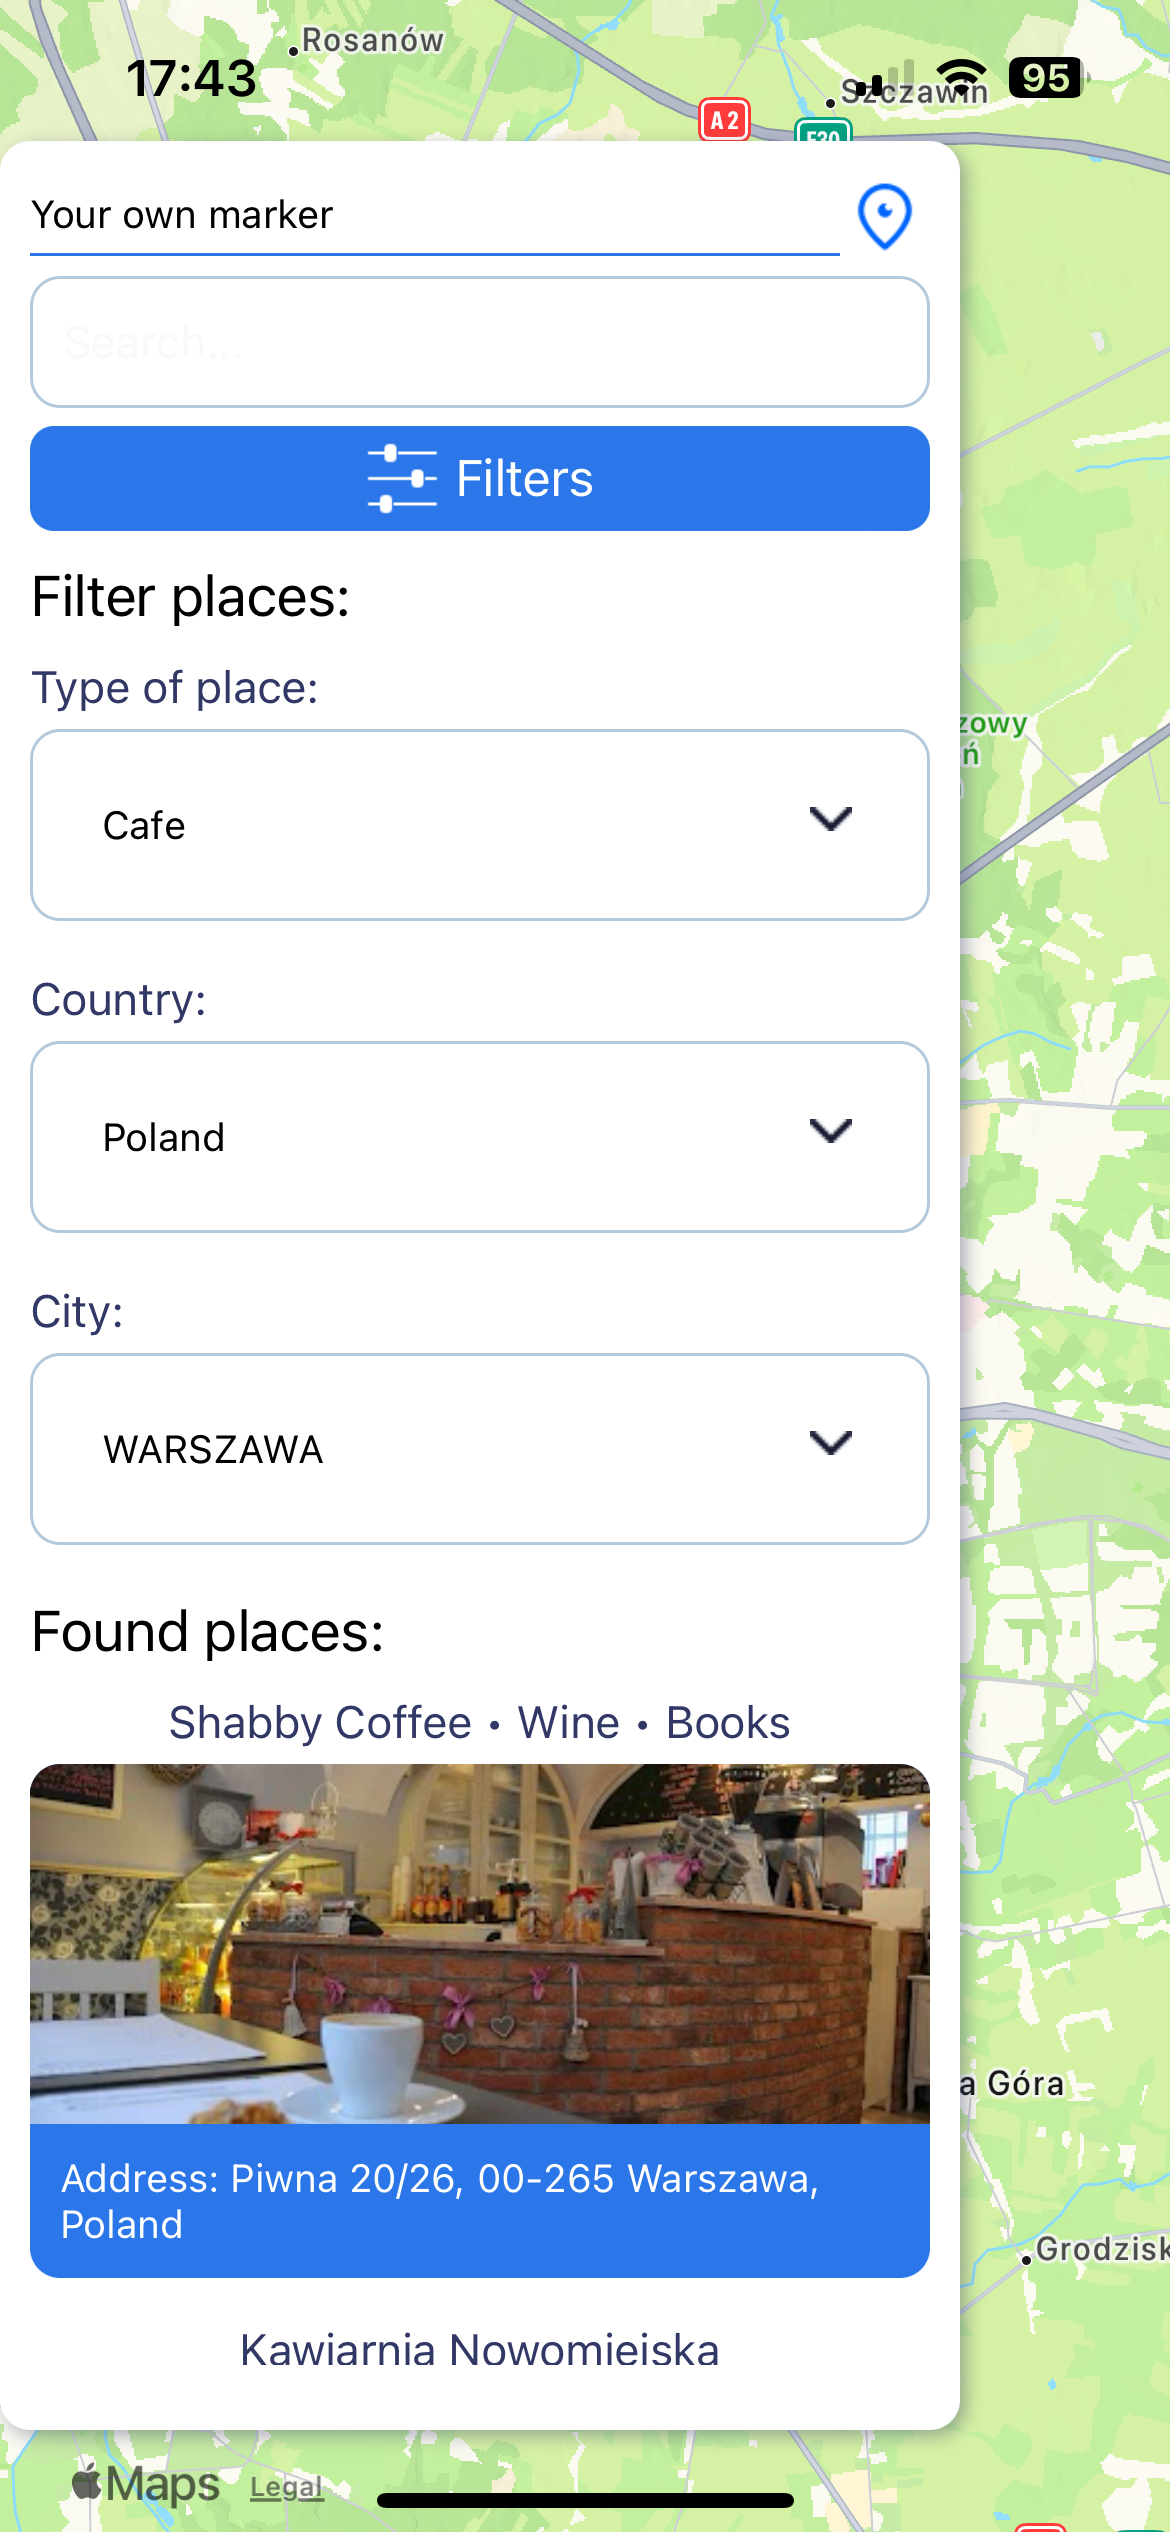 Rosanów
17:43
Szczawin
95
A2
E30
Your own marker
Search...
Filters
Filter places:
Type of place:
zowy
ń
Cafe
Country:
Poland
City:
WARSZAWA
Found places:
Shabby Coffee • Wine • Books
a Góra
Address: Piwna 20/26, 00-265 Warszawa,
Poland
Grodzisk
Kawiarnia Nowomiejska
Maps
Legal